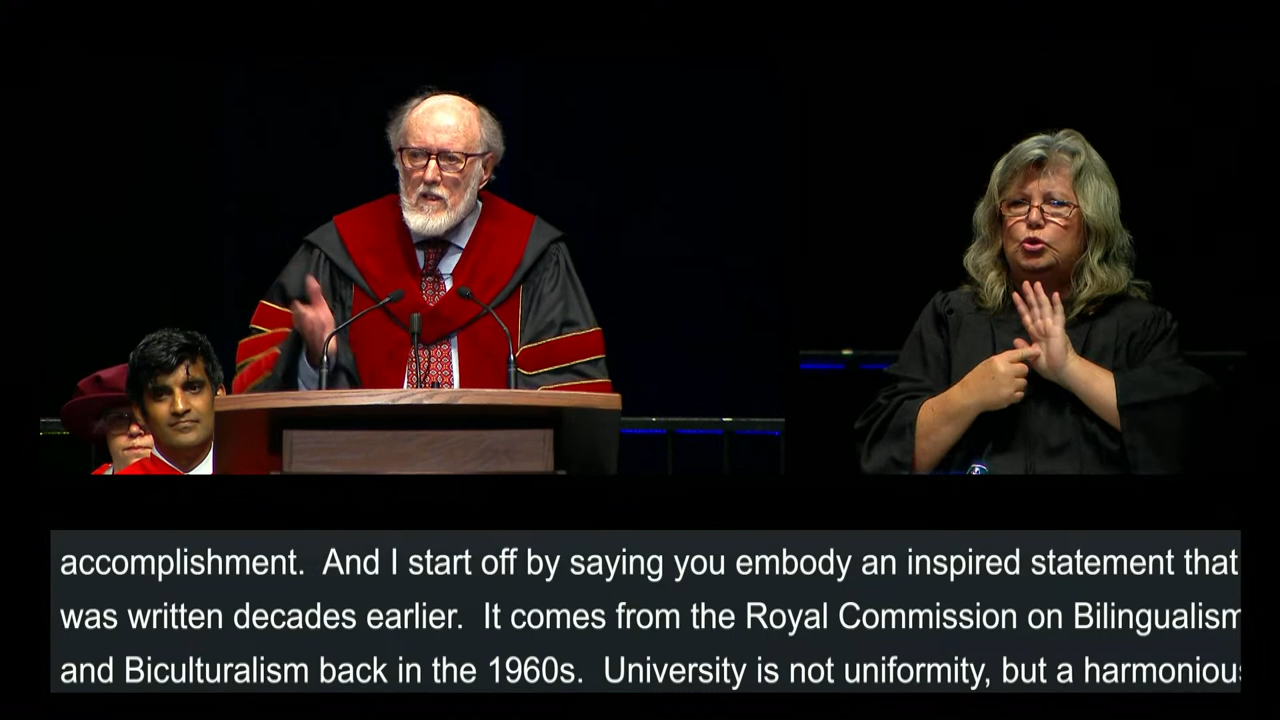 accomplishment.  And I start off by saying you embody an inspired statement that
was written decades earlier.  It comes from the Royal Commission on Bilingualism
and Biculturalism back in the 1960s.  University is not uniformity, but a harmonious